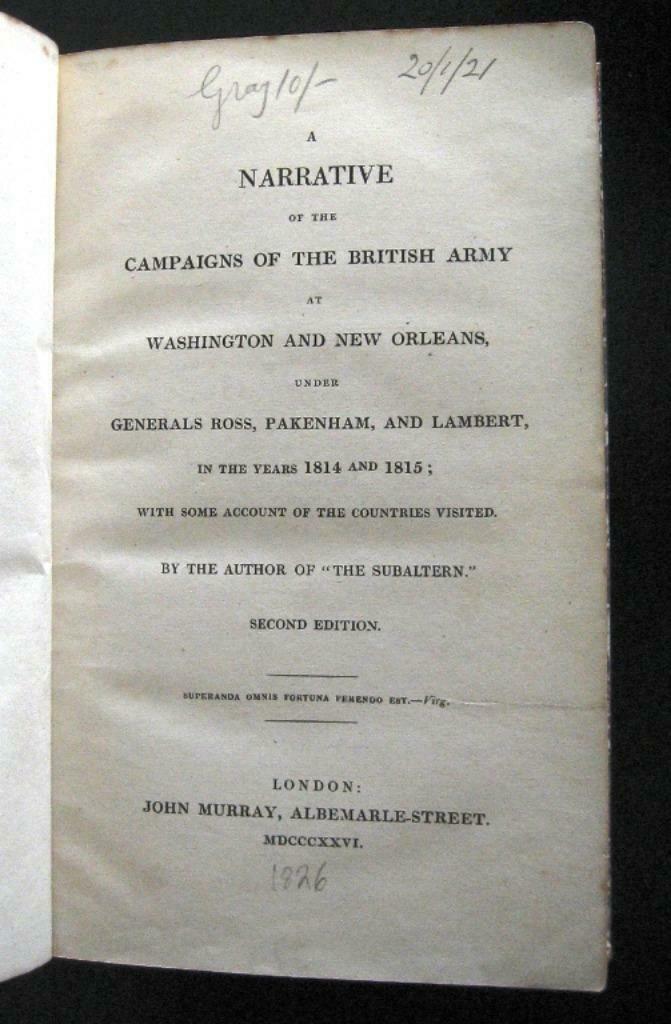 Gray 10/- 20/1/21
A
NARRATIVE
OF THE
CAMPAIGNS OF THE BRITISH ARMY
AT
WASHINGTON AND NEW ORLEANS,
UNDER
GENERALS ROSS, PAKENHAM, AND LAMBERT,
IN THE YEARS 1814 AND 1815;
WITH SOME ACCOUNT OF THE COUNTRIES VISITED.
BY THE AUTHOR OF "THE SUBALTERN."
SECOND EDITION.
SUPERANDA OMNIS FORTUNA FERENDO EST.—Virg.
LONDON:
JOHN MURRAY, ALBEMARLE-STREET.
MDCCCXXVI.
1826